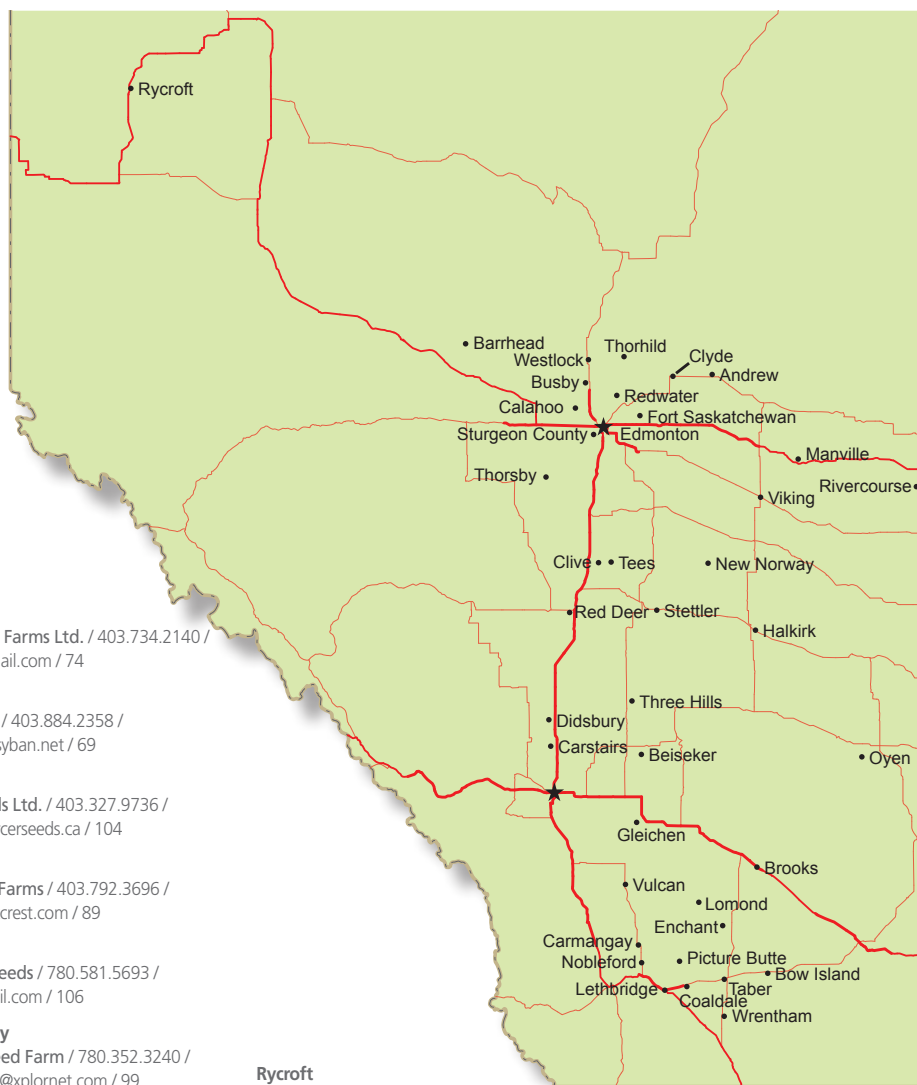 Rycroft
Barrhead
Westlock
Thorhild
Clyde
Andrew
Busby
Redwater
Calahoo
Fort Saskatchewan
Sturgeon County
Edmonton
Manville
Thorsby
Rivercourse
Viking
Clive
Tees
New Norway
Red Deer
Stettler
Halkirk
Three Hills
Didsbury
Carstairs
Beiseker
Oyen
Gleichen
Brooks
Vulcan
Lomond
Enchant
Carmangay
Nobleford
Picture Butte
Bow Island
Lethbridge
Taber
Coaldale
Wrentham
Farms Ltd. / 403.734.2140 /
ail.com / 74
/ 403.884.2358 /
syban.net / 69
ds Ltd. / 403.327.9736 /
rcerseeds.ca / 104
Farms / 403.792.3696 /
crest.com / 89
eeds / 780.581.5693 /
il.com / 106
y
eed Farm / 780.352.3240 /
@xplornet.com / 99
Rycroft